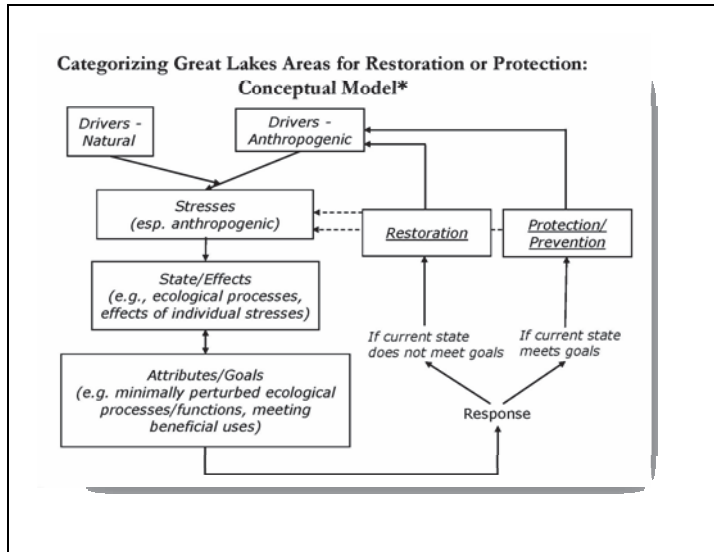 Categorizing Great Lakes Areas for Restoration or Protection:
Conceptual Model*
Drivers -
Natural
Drivers -
Anthropogenic
Stresses
(esp. anthropogenic)
Restoration
Protection/
Prevention
State/Effects
(e.g., ecological processes,
effects of individual stresses)
If current state
does not meet goals
If current state
meets goals
Attributes/Goals
(e.g. minimally perturbed ecological
processes/functions, meeting
beneficial uses)
Response